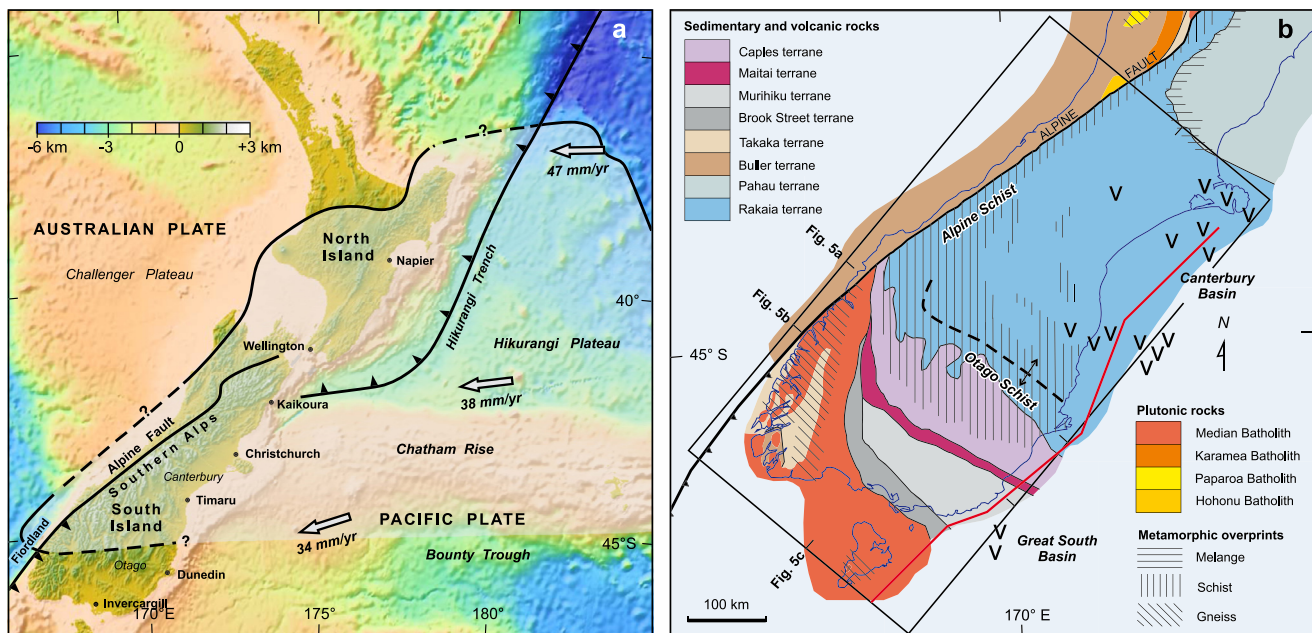 a
-6 km
-3
0
+3 km
?
47 mm/yr
AUSTRALIAN PLATE
Challenger Plateau
North
Island
Napier
Hikurangi Trench
40°
Wellington
Hikurangi Plateau
?
38 mm/yr
Kaikoura
Alpine Fault
Southern Alps
Chatham Rise
Christchurch
Canterbury
Timaru
South
Island
PACIFIC PLATE
34 mm/yr
?
Fiordland
45°S
Bounty Trough
Otago
Dunedin
Invercargill
170°E
175°
180°
b
Sedimentary and volcanic rocks
Caples terrane
Maitai terrane
Murihiku terrane
Brook Street terrane
Takaka terrane
Buller terrane
Pahau terrane
Rakaia terrane
ALPINE FAULT
Alpine Schist
V
V
V
V
V
V
V
V
Fig. 5a
Canterbury
Basin
Fig. 5b
N
V
V
V
V
V
V
V
45° S
Otago Schist
Plutonic rocks
Median Batholith
Karamea Batholith
Paparoa Batholith
Hohonu Batholith
V
V
Great South
Basin
Metamorphic overprints
Melange
Schist
Gneiss
Fig. 5c
100 km
170° E